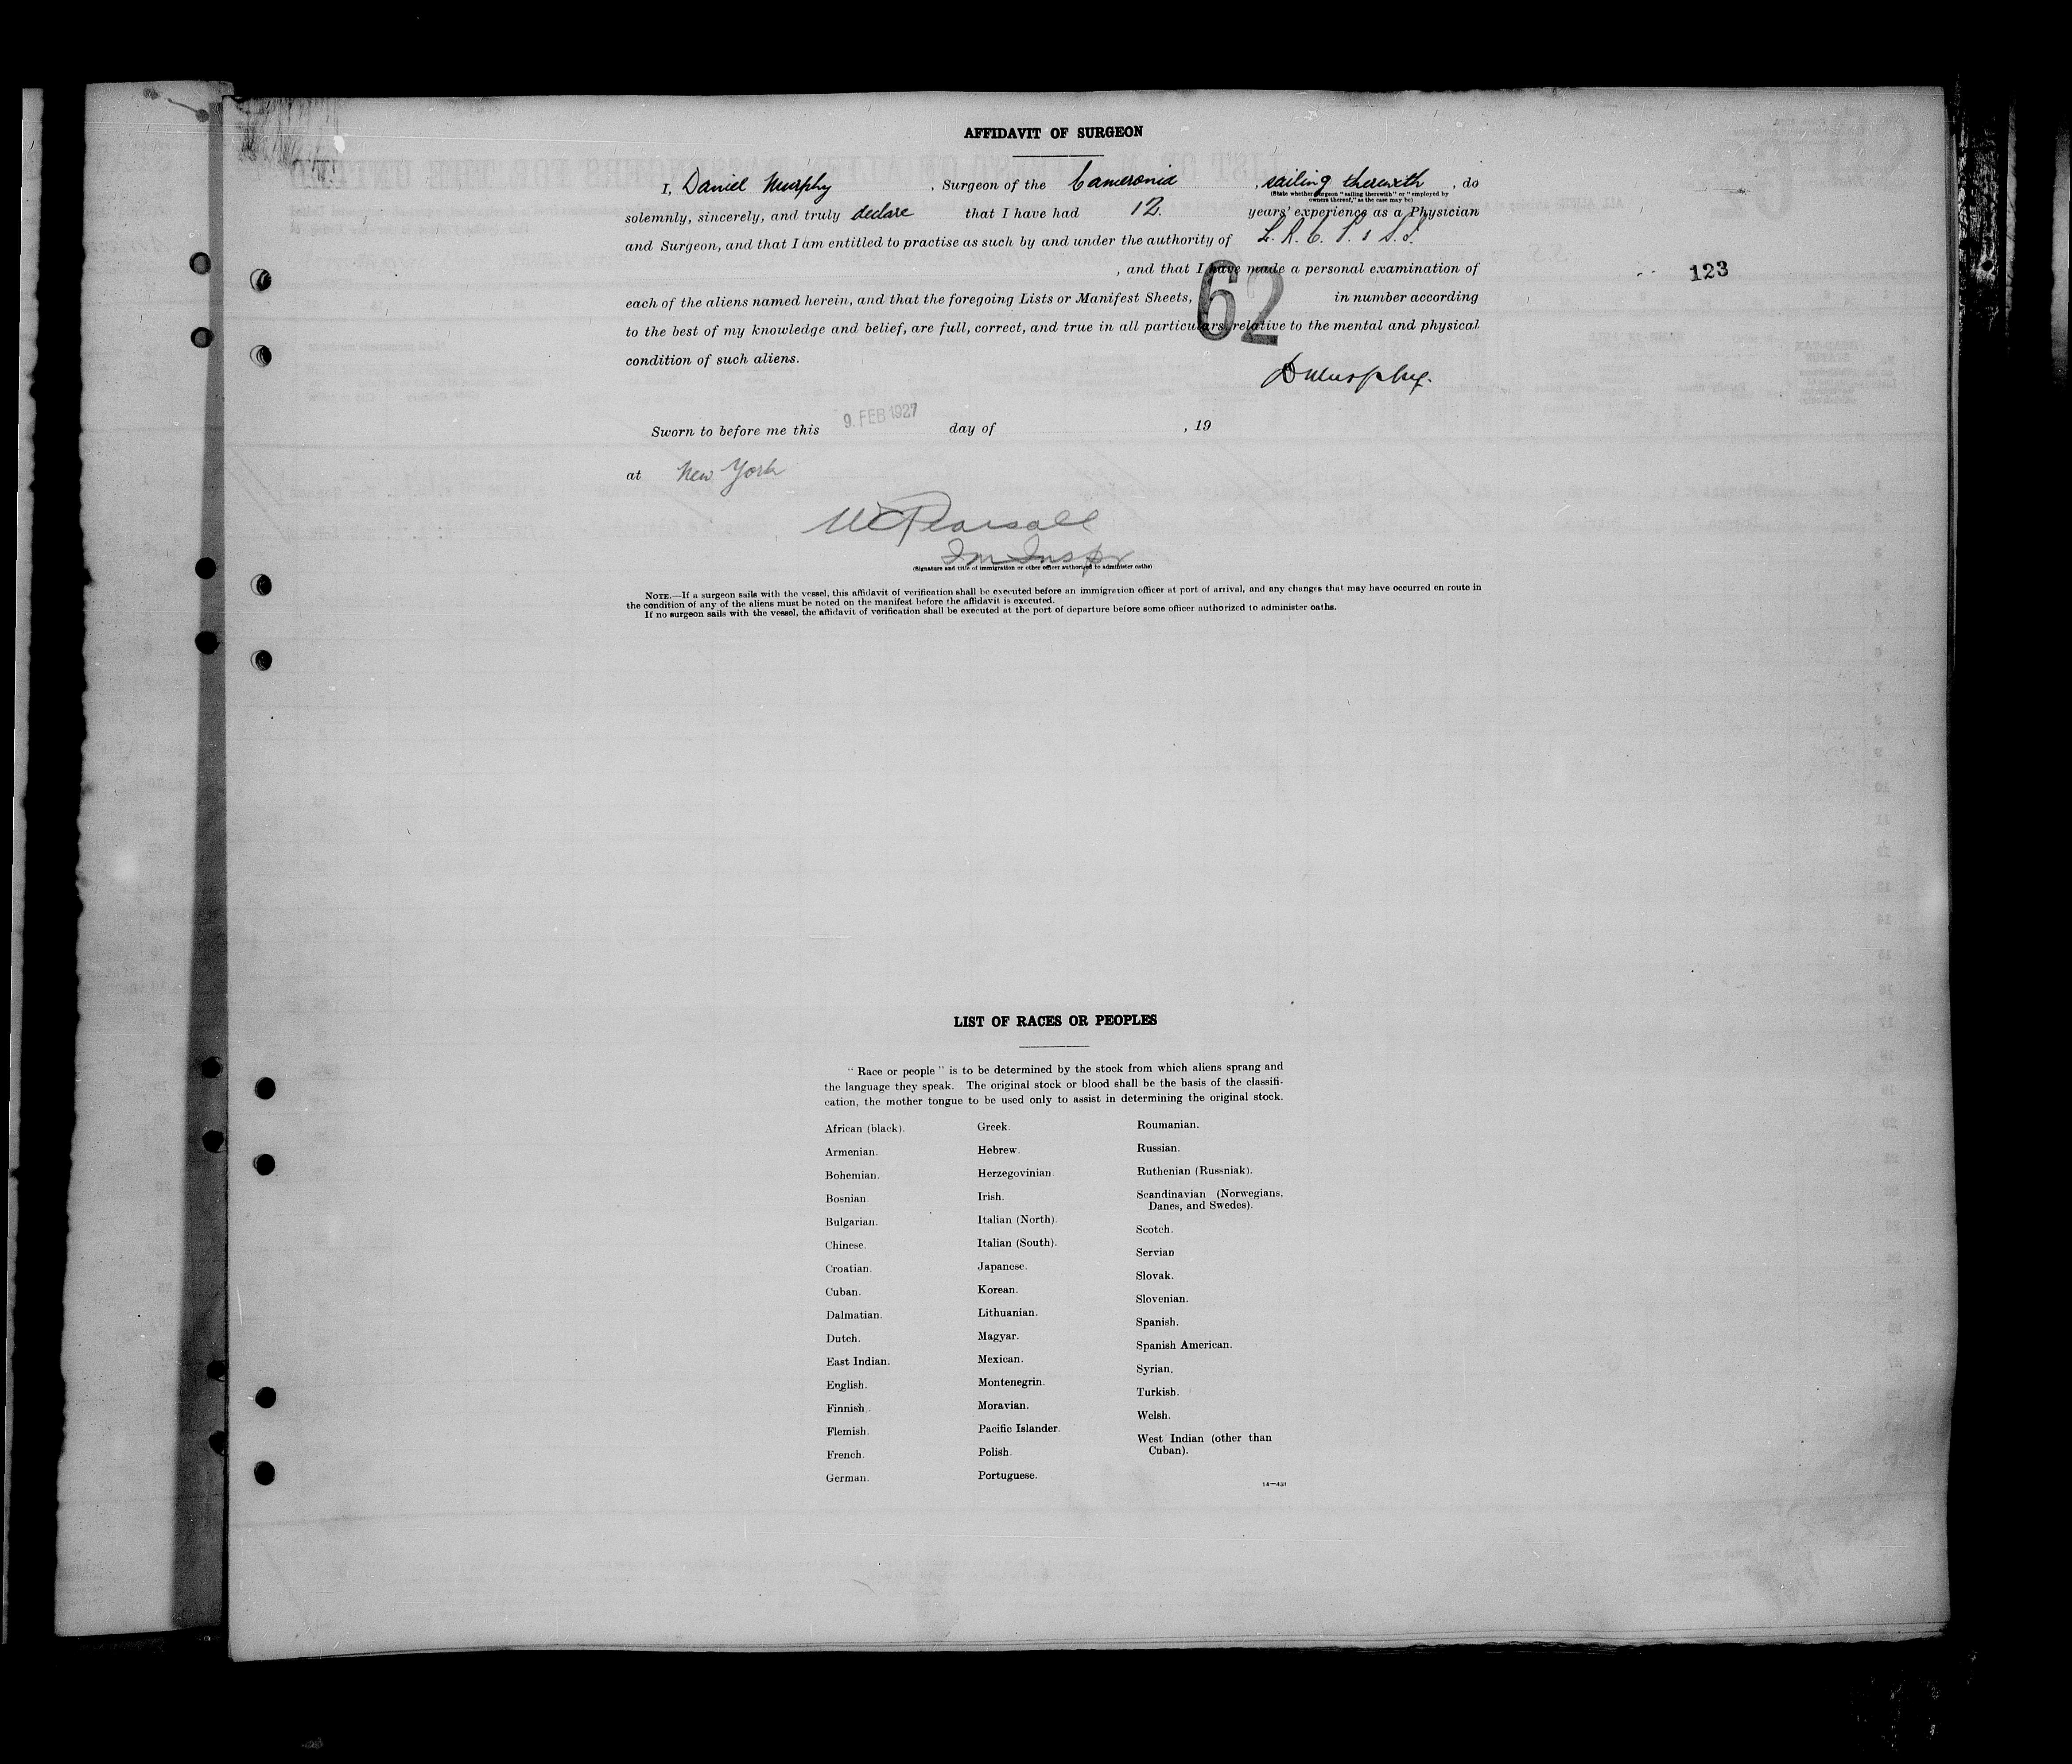 AFFIDAVIT OF SURGEON
I, Daniel Murphy, Surgeon of the Cameronia, sailing therewith, do
(State whether surgeon "sailing therewith" or "employed by
owners thereof," as the case may be)
solemnly, sincerely, and truly declare that I have had 12. years' experience as a Physician
and Surgeon, and that I am entitled to practise as such by and under the authority of L. R. C. P. & S. I.
, and that I have made a personal examination of
123
each of the aliens named herein, and that the foregoing Lists or Manifest Sheets, 62 in number according
to the best of my knowledge and belief, are full, correct, and true in all particulars relative to the mental and physical
condition of such aliens.
D Murphy.
Sworn to before me this 9. FEB 1927 day of , 19
at New York
W C Pearsall
Im Inspr
(Signature and title of immigration or other officer authorized to administer oaths)
NOTE.—If a surgeon sails with the vessel, this affidavit of verification shall be executed before an immigration officer at port of arrival, and any changes that may have occurred en route in
the condition of any of the aliens must be noted on the manifest before the affidavit is executed.
If no surgeon sails with the vessel, the affidavit of verification shall be executed at the port of departure before some officer authorized to administer oaths.
LIST OF RACES OR PEOPLES
"Race or people" is to be determined by the stock from which aliens sprang and
the language they speak. The original stock or blood shall be the basis of the classifi-
cation, the mother tongue to be used only to assist in determining the original stock.
African (black).
Armenian.
Bohemian.
Bosnian
Bulgarian.
Chinese.
Croatian.
Cuban.
Dalmatian.
Dutch.
East Indian.
English.
Finnish.
Flemish.
French.
German.
Greek.
Hebrew.
Herzegovinian.
Irish.
Italian (North).
Italian (South).
Japanese.
Korean.
Lithuanian.
Magyar.
Mexican.
Montenegrin.
Moravian.
Pacific Islander.
Polish.
Portuguese.
Roumanian.
Russian.
Ruthenian (Russniak).
Scandinavian (Norwegians,
Danes, and Swedes).
Scotch.
Servian
Slovak.
Slovenian.
Spanish.
Spanish American.
Syrian.
Turkish.
Welsh.
West Indian (other than
Cuban).
14—431